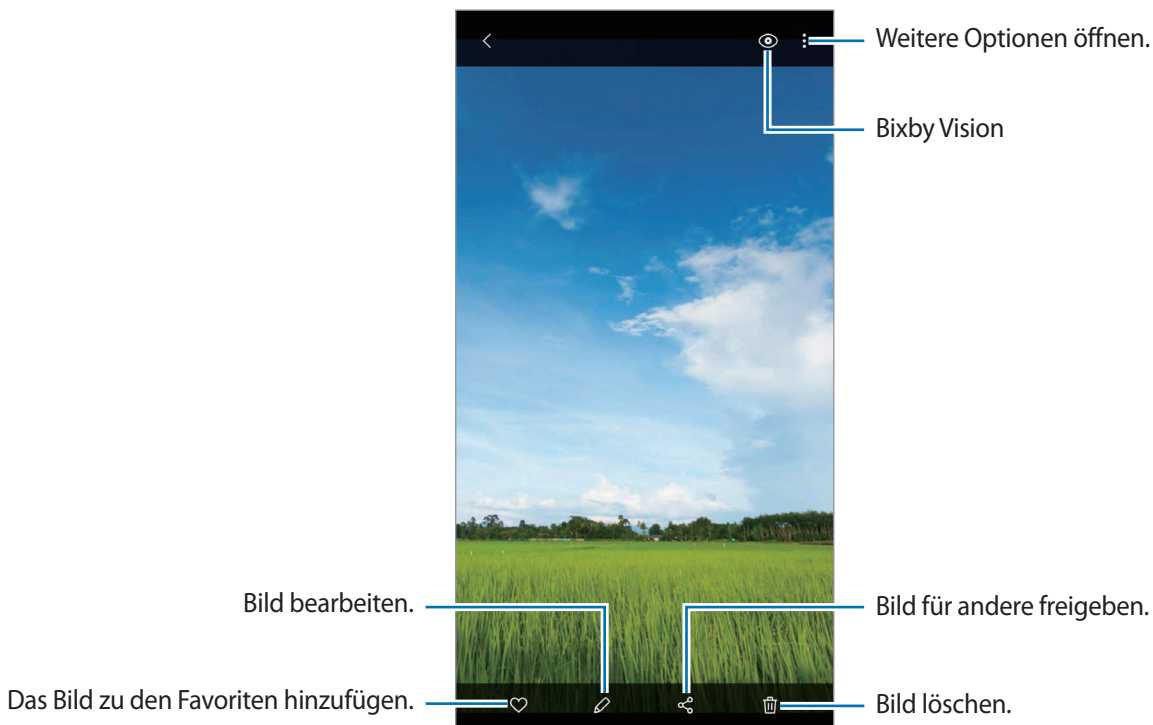 Weitere Optionen öffnen.
Bixby Vision
Bild bearbeiten.
Bild für andere freigeben.
Das Bild zu den Favoriten hinzufügen.
Bild löschen.